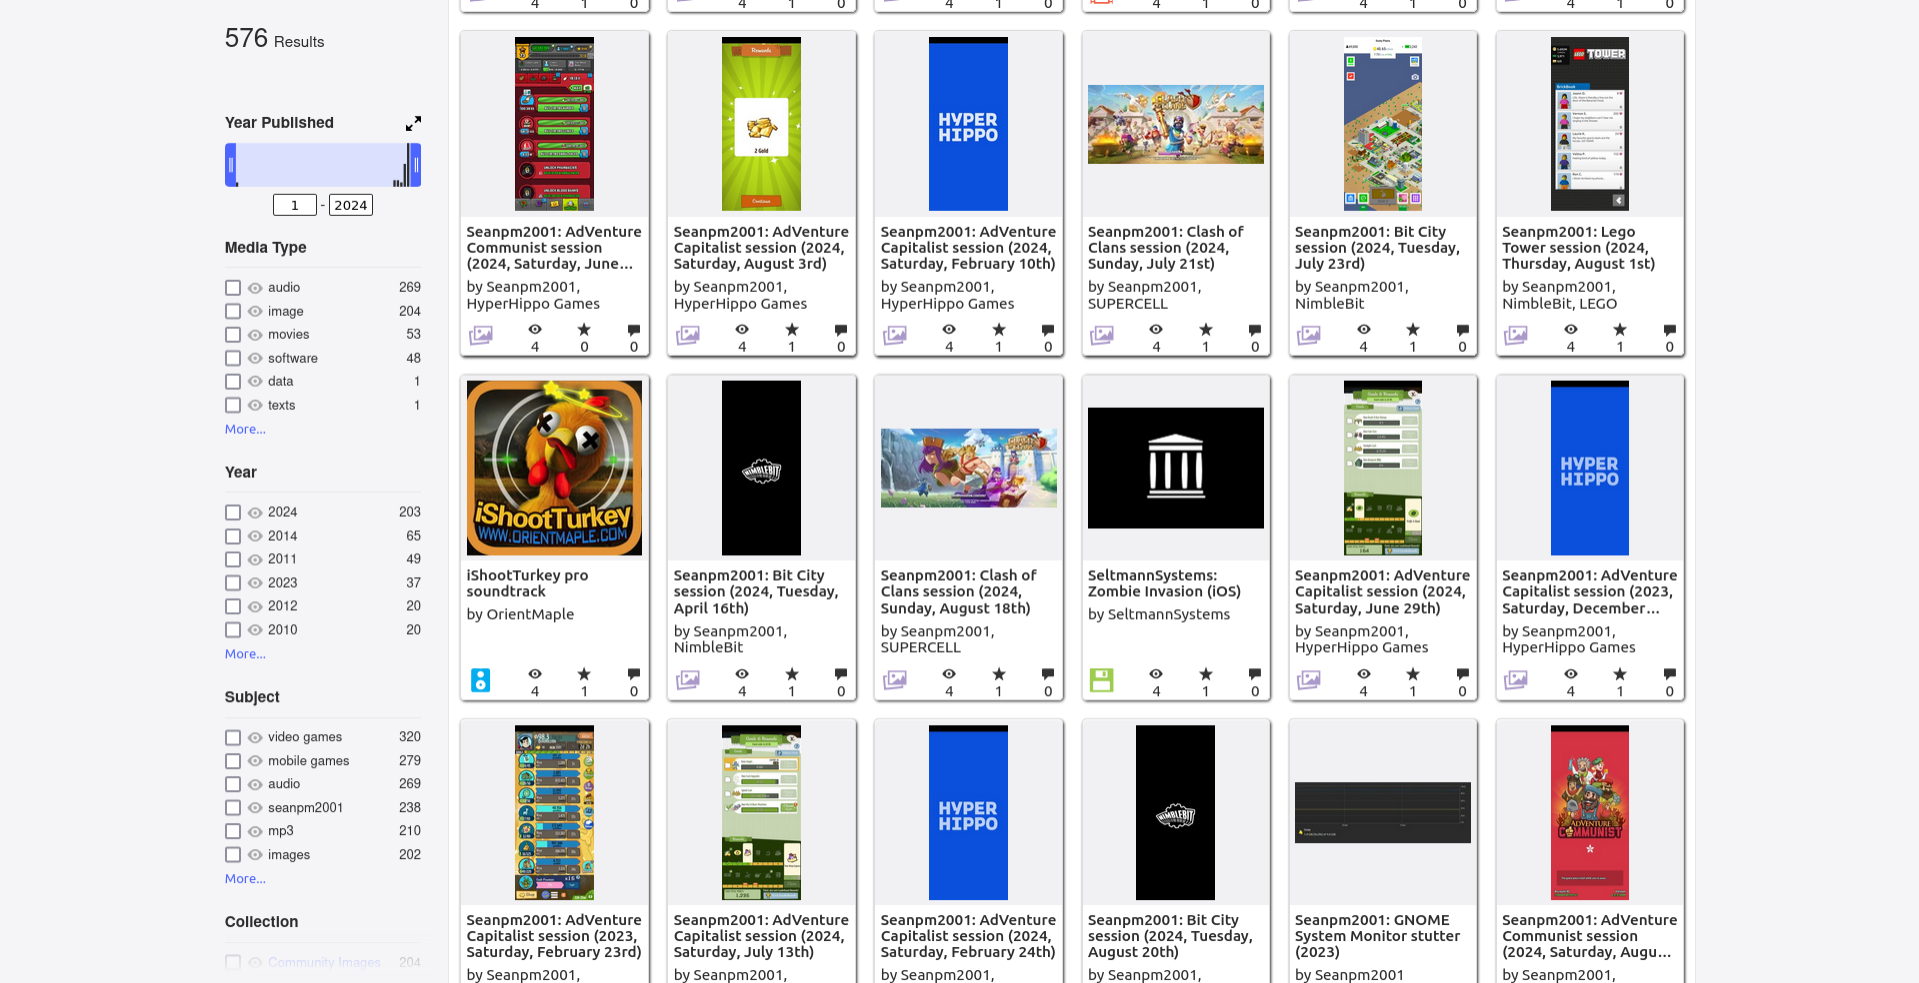 4 1 0 4 1 0 4 1 0 4 1 0 4 1 0 4 1 0
576 Results
Year Published
1 - 2024
Media Type
audio 269
image 204
movies 53
software 48
data 1
texts 1
More...
Year
2024 203
2014 65
2011 49
2023 37
2012 20
2010 20
More...
Subject
video games 320
mobile games 279
audio 269
seanpm2001 238
mp3 210
images 202
More...
Collection
Community Images 204
Seanpm2001: AdVenture
Communist session
(2024, Saturday, June...
by Seanpm2001,
HyperHippo Games
4 0 0
Rewards
2 Gold
Continue
Seanpm2001: AdVenture
Capitalist session (2024,
Saturday, August 3rd)
by Seanpm2001,
HyperHippo Games
4 1 0
HYPER
HIPPO
Seanpm2001: AdVenture
Capitalist session (2024,
Saturday, February 10th)
by Seanpm2001,
HyperHippo Games
4 1 0
Seanpm2001: Clash of
Clans session (2024,
Sunday, July 21st)
by Seanpm2001,
SUPERCELL
4 1 0
Seanpm2001: Bit City
session (2024, Tuesday,
July 23rd)
by Seanpm2001,
NimbleBit
4 1 0
LEGO TOWER
BrickBook
Seanpm2001: Lego
Tower session (2024,
Thursday, August 1st)
by Seanpm2001,
NimbleBit, LEGO
4 1 0
iShootTurkey
WWW.ORIENTMAPLE.COM
iShootTurkey pro
soundtrack
by OrientMaple
4 1 0
NIMBLEBIT
Seanpm2001: Bit City
session (2024, Tuesday,
April 16th)
by Seanpm2001,
NimbleBit
4 1 0
Seanpm2001: Clash of
Clans session (2024,
Sunday, August 18th)
by Seanpm2001,
SUPERCELL
4 1 0
SeltmannSystems:
Zombie Invasion (iOS)
by SeltmannSystems
4 1 0
Seanpm2001: AdVenture
Capitalist session (2024,
Saturday, June 29th)
by Seanpm2001,
HyperHippo Games
4 1 0
HYPER
HIPPO
Seanpm2001: AdVenture
Capitalist session (2023,
Saturday, December...
by Seanpm2001,
HyperHippo Games
4 1 0
Seanpm2001: AdVenture
Capitalist session (2023,
Saturday, February 23rd)
by Seanpm2001,
Seanpm2001: AdVenture
Capitalist session (2024,
Saturday, July 13th)
by Seanpm2001,
HYPER
HIPPO
Seanpm2001: AdVenture
Capitalist session (2024,
Saturday, February 24th)
by Seanpm2001,
NIMBLEBIT
Seanpm2001: Bit City
session (2024, Tuesday,
August 20th)
by Seanpm2001,
Seanpm2001: GNOME
System Monitor stutter
(2023)
by Seanpm2001
ADVENTURE
COMMUNIST
Seanpm2001: AdVenture
Communist session
(2024, Saturday, Augu...
by Seanpm2001,